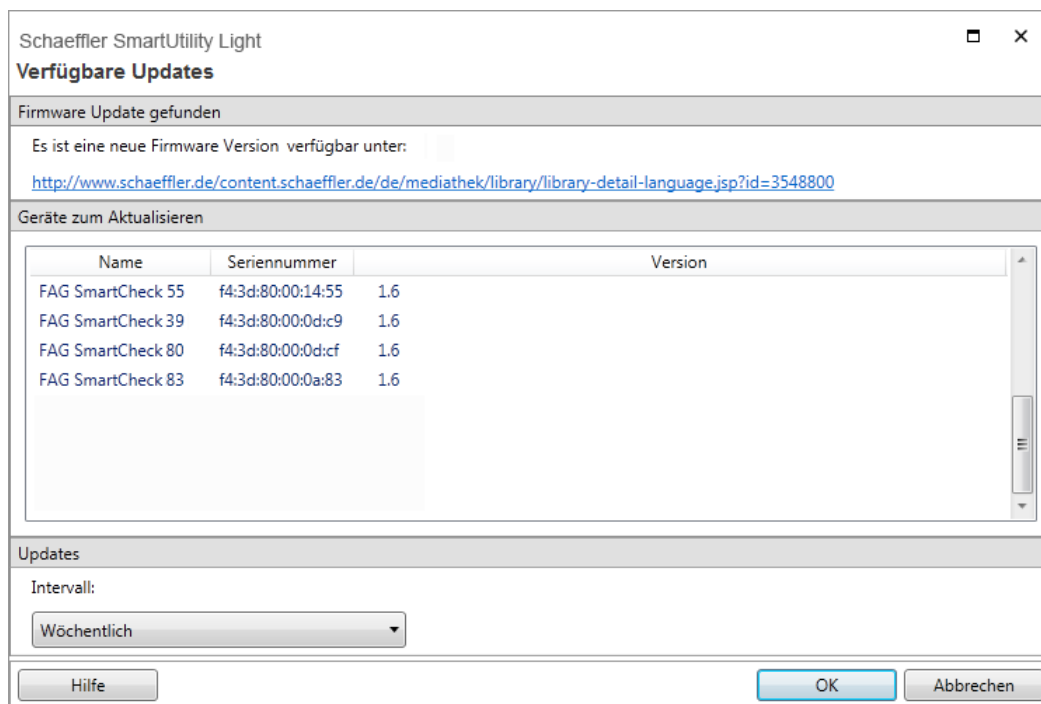 Schaeffler SmartUtility Light
Verfügbare Updates
Firmware Update gefunden
Es ist eine neue Firmware Version verfügbar unter:
http://www.schaeffler.de/content.schaeffler.de/de/mediathek/library/library-detail-language.jsp?id=3548800
Geräte zum Aktualisieren
Name Seriennummer Version
FAG SmartCheck 55 f4:3d:80:00:14:55 1.6
FAG SmartCheck 39 f4:3d:80:00:0d:c9 1.6
FAG SmartCheck 80 f4:3d:80:00:0d:cf 1.6
FAG SmartCheck 83 f4:3d:80:00:0a:83 1.6
Updates
Intervall:
Wöchentlich
Hilfe OK Abbrechen